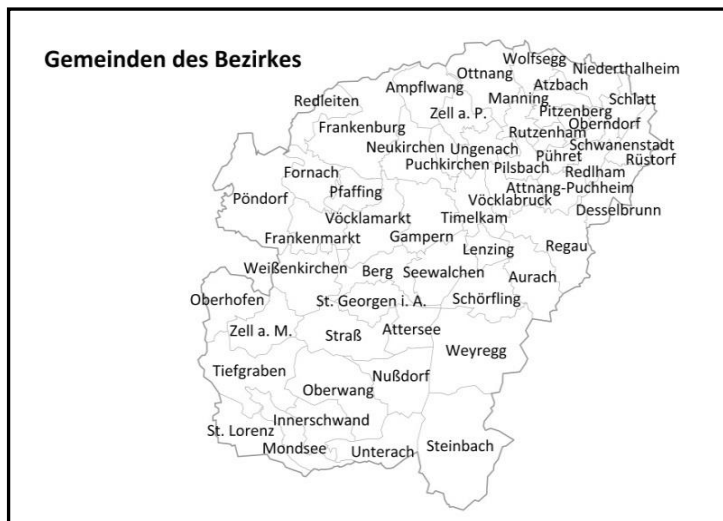 Gemeinden des Bezirkes
Wolfsegg
Ottnang
Niederthalheim
Ampflwang
Atzbach
Redleiten
Manning
Schlatt
Zell a. P.
Pitzenberg
Oberndorf
Frankenburg
Rutzenham
Neukirchen
Ungenach
Schwanenstadt
Puchkirchen
Pilsbach
Pühret
Rüstorf
Fornach
Redlham
Pfaffing
Attnang-Puchheim
Pöndorf
Vöcklabruck
Desselbrunn
Vöcklamarkt
Timelkam
Frankenmarkt
Gampern
Lenzing
Regau
Weißenkirchen
Berg
Seewalchen
Aurach
Oberhofen
St. Georgen i. A.
Schörfling
Zell a. M.
Straß
Attersee
Weyregg
Tiefgraben
Nußdorf
Oberwang
Innerschwand
St. Lorenz
Mondsee
Unterach
Steinbach